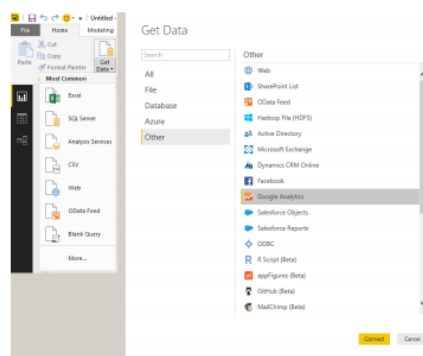 Untitled -
File Home Modeling
Paste
Cut
Copy
Format Painter
Get Data
Most Common
Excel
SQL Server
Analysis Services
CSV
Web
OData Feed
Blank Query
More...
Get Data
Search
All
File
Database
Azure
Other
Other
Web
SharePoint List
OData Feed
Hadoop File (HDFS)
Active Directory
Microsoft Exchange
Dynamics CRM Online
Facebook
Google Analytics
Salesforce Objects
Salesforce Reports
ODBC
R Script (Beta)
appFigures (Beta)
GitHub (Beta)
MailChimp (Beta)
Connect Cancel